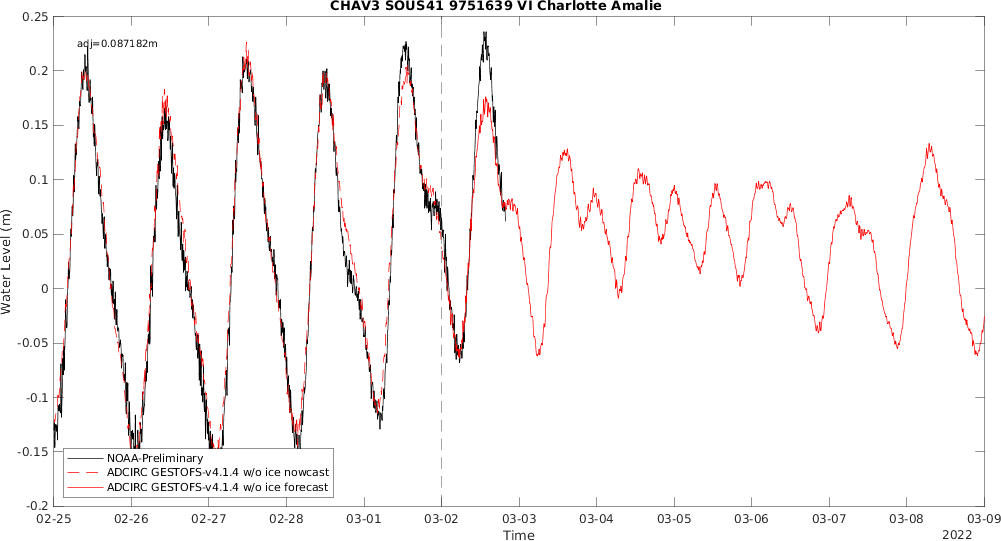 CHAV3 SOUS41 9751639 VI Charlotte Amalie
0.25
adj=0.087182m
0.2
0.15
0.1
0.05
0
-0.05
-0.1
-0.15
-0.2
Water Level (m)
NOAA-Preliminary
ADCIRC GESTOFS-v4.1.4 w/o ice nowcast
ADCIRC GESTOFS-v4.1.4 w/o ice forecast
02-25 02-26 02-27 02-28 03-01 03-02 03-03 03-04 03-05 03-06 03-07 03-08 03-09
Time
2022